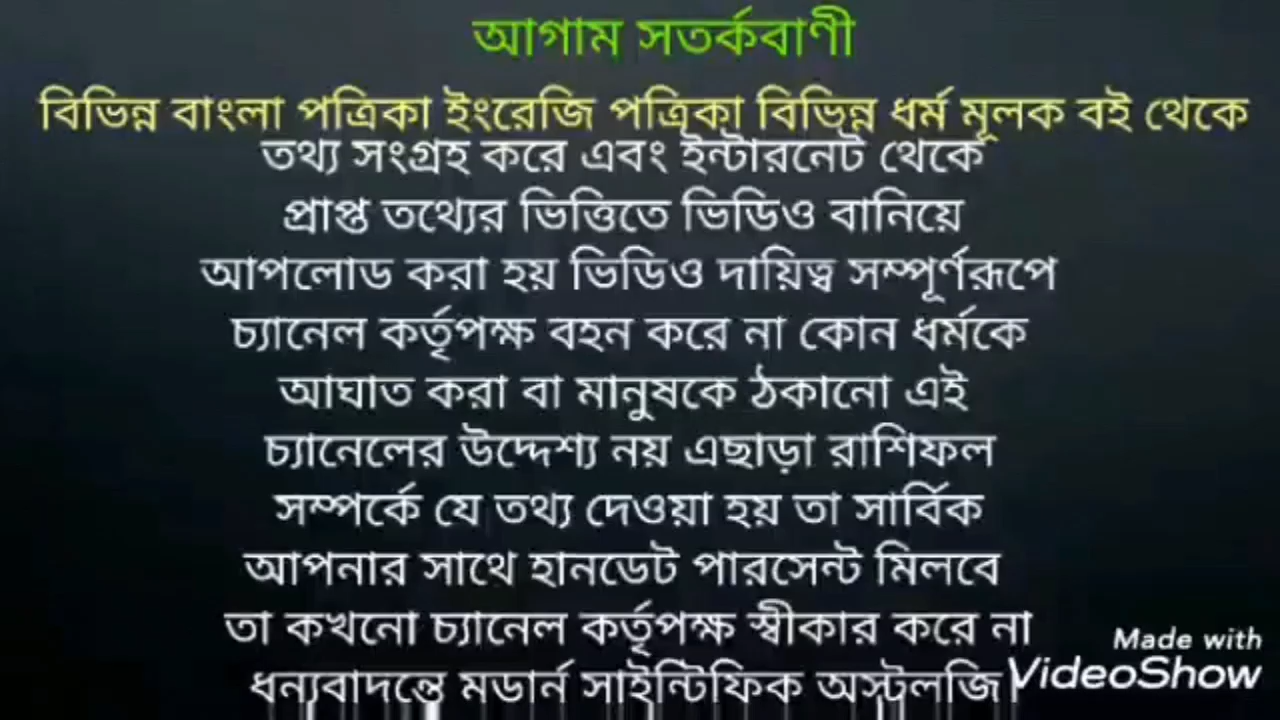 আগাম সতর্কবাণী
বিভিন্ন বাংলা পত্রিকা ইংরেজি পত্রিকা বিভিন্ন ধর্ম মূলক বই থেকে
তথ্য সংগ্রহ করে এবং ইন্টারনেট থেকে
প্রাপ্ত তথ্যের ভিত্তিতে ভিডিও বানিয়ে
আপলোড করা হয় ভিডিও দায়িত্ব সম্পূর্ণরূপে
চ্যানেল কর্তৃপক্ষ বহন করে না কোন ধর্মকে
আঘাত করা বা মানুষকে ঠকানো এই
চ্যানেলের উদ্দেশ্য নয় এছাড়া রাশিফল
সম্পর্কে যে তথ্য দেওয়া হয় তা সার্বিক
আপনার সাথে হানডেট পারসেন্ট মিলবে
তা কখনো চ্যানেল কর্তৃপক্ষ স্বীকার করে না
ধন্যবাদন্তে মডার্ন সাইন্টিফিক অস্ট্রলজি।
Made with
VideoShow